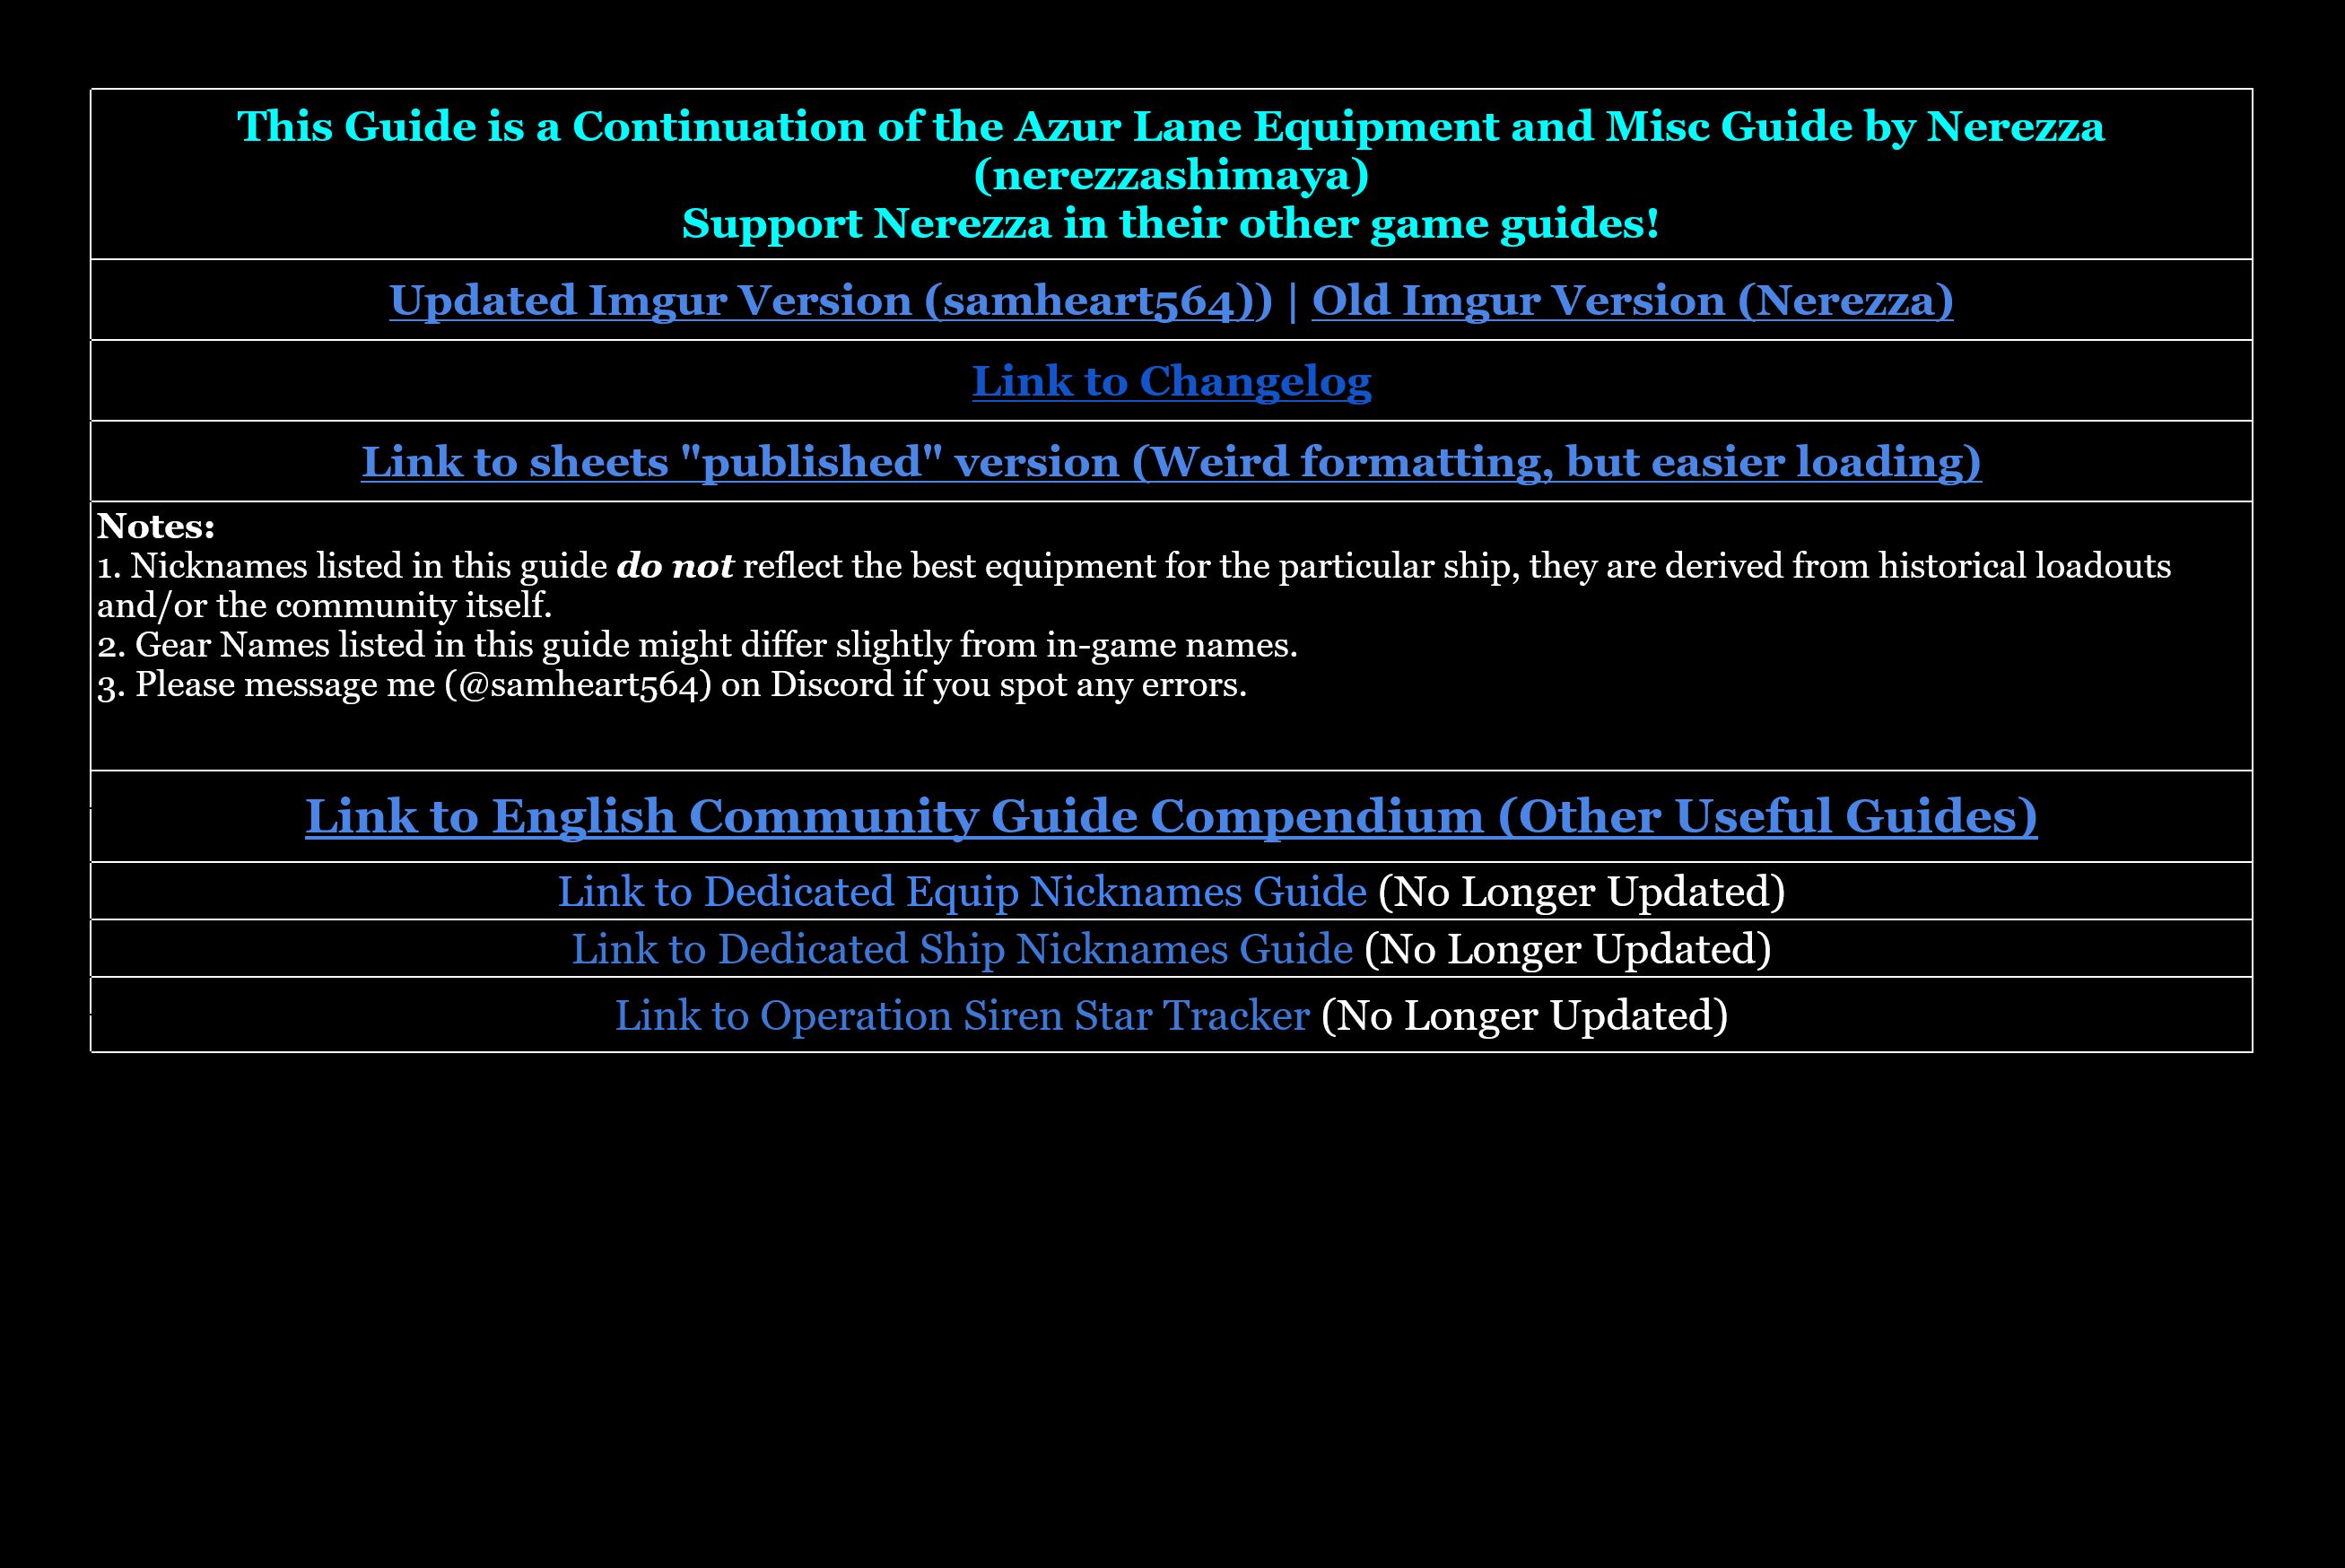 This Guide is a Continuation of the Azur Lane Equipment and Misc Guide by Nerezza
(nerezzashimaya)
Support Nerezza in their other game guides!
Updated Imgur Version (samheart564)) | Old Imgur Version (Nerezza)
Link to Changelog
Link to sheets "published" version (Weird formatting, but easier loading)
Notes:
1. Nicknames listed in this guide do not reflect the best equipment for the particular ship, they are derived from historical loadouts
and/or the community itself.
2. Gear Names listed in this guide might differ slightly from in-game names.
3. Please message me (@samheart564) on Discord if you spot any errors.
Link to English Community Guide Compendium (Other Useful Guides)
Link to Dedicated Equip Nicknames Guide (No Longer Updated)
Link to Dedicated Ship Nicknames Guide (No Longer Updated)
Link to Operation Siren Star Tracker (No Longer Updated)